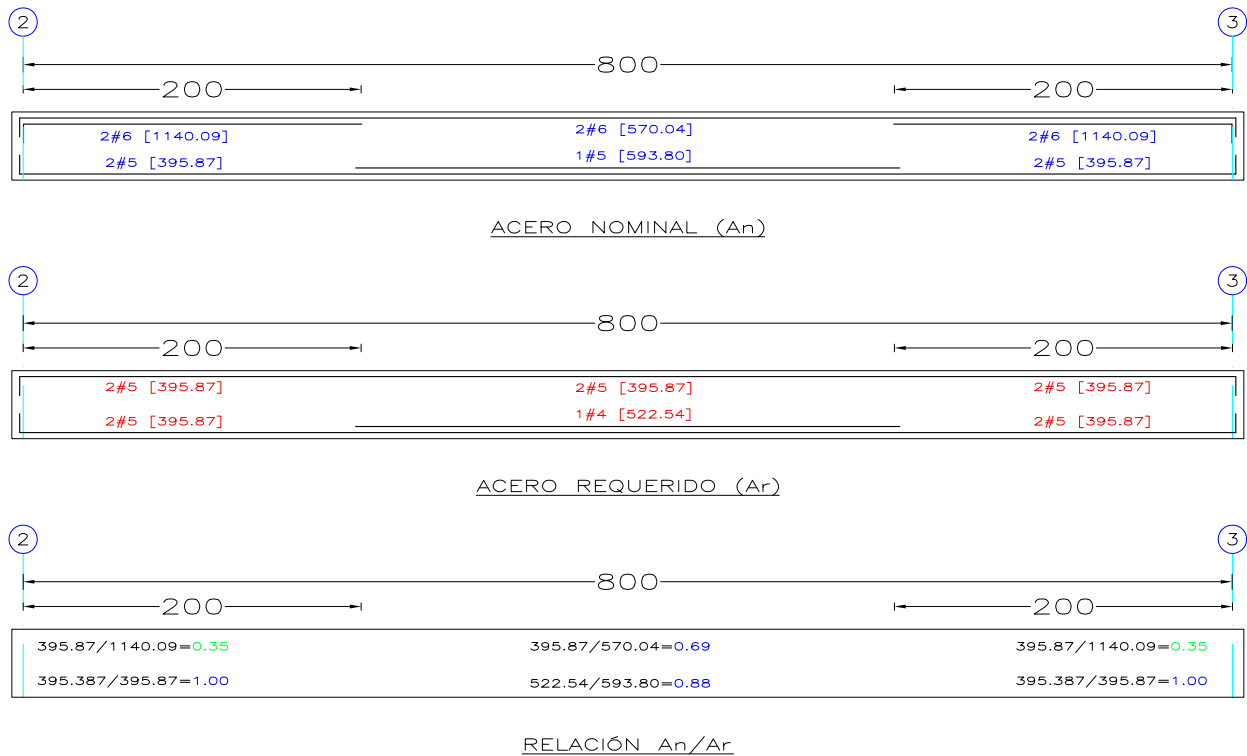 2 3
800
200 200
2#6 [1140.09] 2#6 [570.04] 2#6 [1140.09]
2#5 [395.87] 1#5 [593.80] 2#5 [395.87]
ACERO NOMINAL (An)
2 3
800
200 200
2#5 [395.87] 2#5 [395.87] 2#5 [395.87]
2#5 [395.87] 1#4 [522.54] 2#5 [395.87]
ACERO REQUERIDO (Ar)
2 3
800
200 200
395.87/1140.09=0.35 395.87/570.04=0.69 395.87/1140.09=0.35
395.387/395.87=1.00 522.54/593.80=0.88 395.387/395.87=1.00
RELACIÓN An/Ar